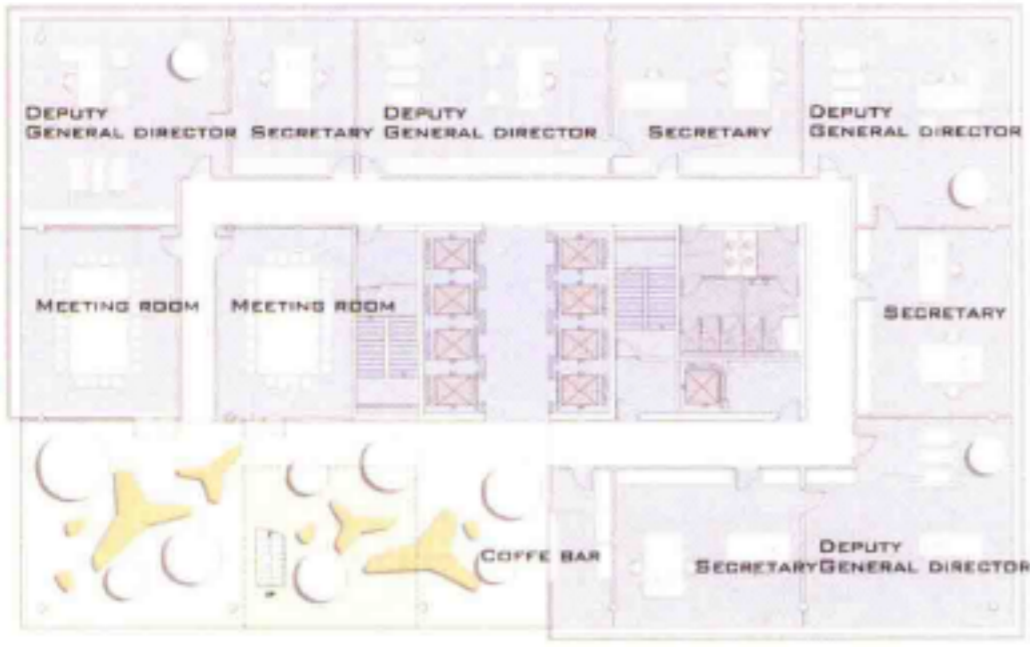 DEPUTY
GENERAL DIRECTOR
SECRETARY
DEPUTY
GENERAL DIRECTOR
SECRETARY
DEPUTY
GENERAL DIRECTOR
MEETING ROOM
MEETING ROOM
SECRETARY
COFFE BAR
SECRETARY
DEPUTY
GENERAL DIRECTOR